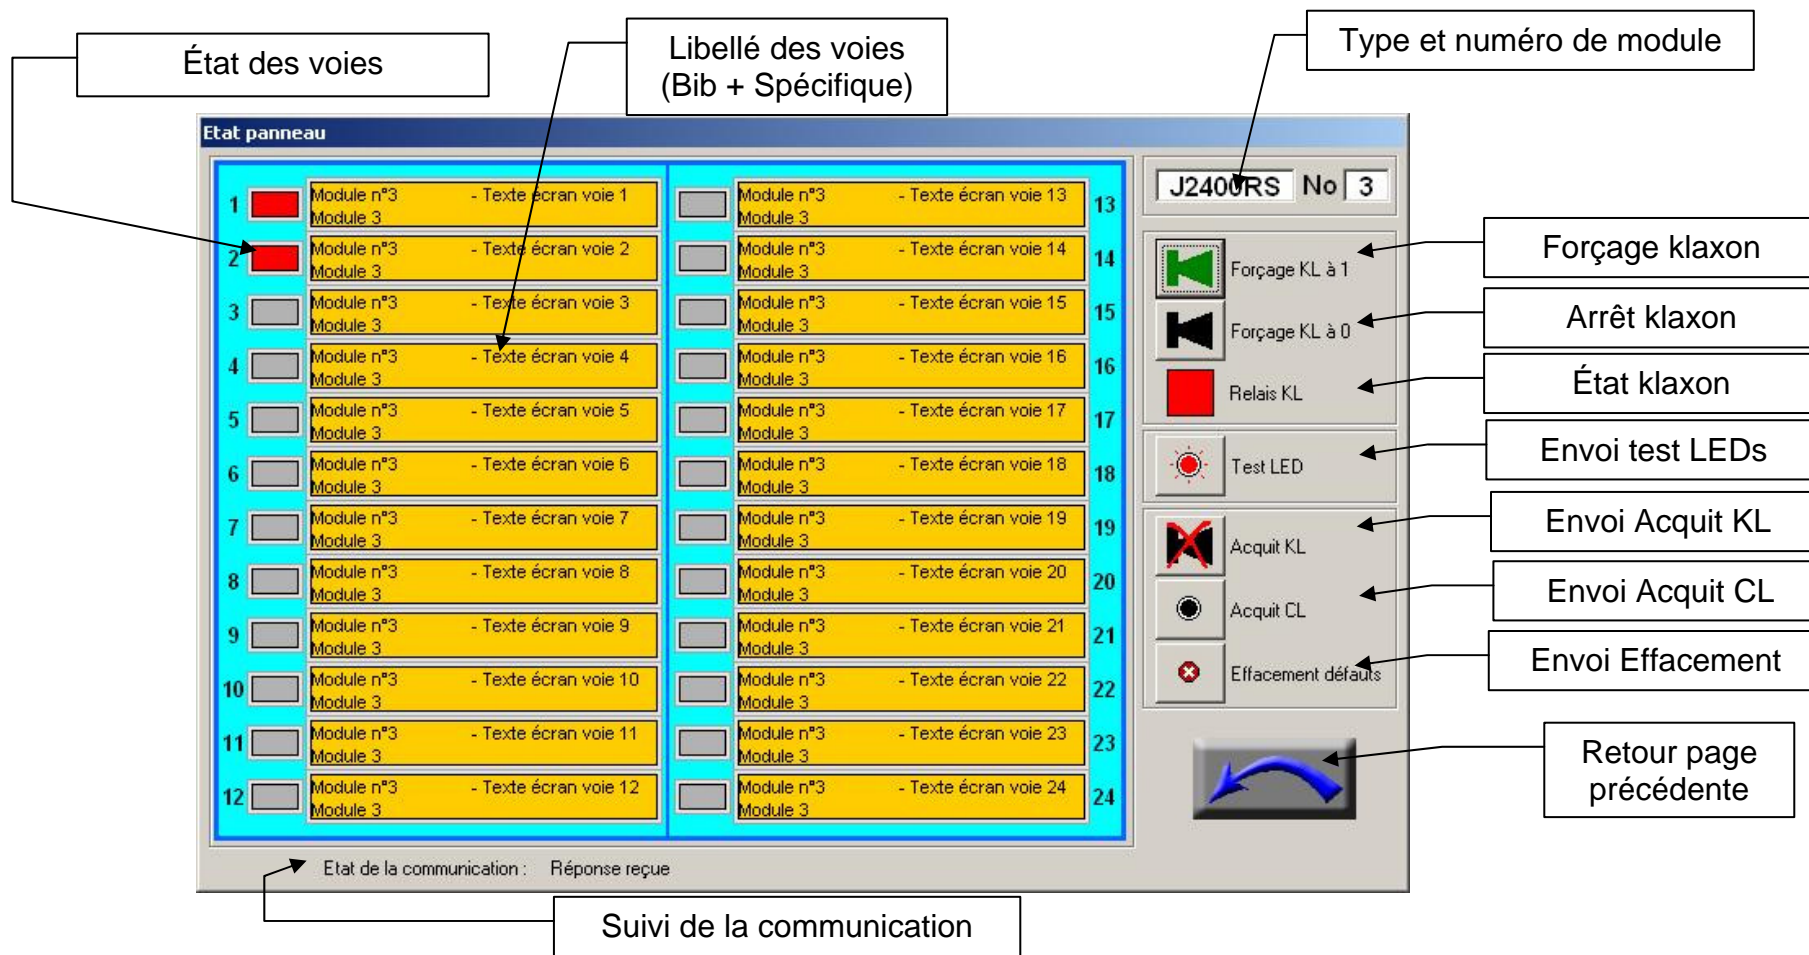 État des voies
Libellé des voies
(Bib + Spécifique)
Type et numéro de module
Etat panneau
1 Module n°3 - Texte écran voie 1
Module 3
2 Module n°3 - Texte écran voie 2
Module 3
3 Module n°3 - Texte écran voie 3
Module 3
4 Module n°3 - Texte écran voie 4
Module 3
5 Module n°3 - Texte écran voie 5
Module 3
6 Module n°3 - Texte écran voie 6
Module 3
7 Module n°3 - Texte écran voie 7
Module 3
8 Module n°3 - Texte écran voie 8
Module 3
9 Module n°3 - Texte écran voie 9
Module 3
10 Module n°3 - Texte écran voie 10
Module 3
11 Module n°3 - Texte écran voie 11
Module 3
12 Module n°3 - Texte écran voie 12
Module 3
Module n°3 - Texte écran voie 13 13
Module 3
Module n°3 - Texte écran voie 14 14
Module 3
Module n°3 - Texte écran voie 15 15
Module 3
Module n°3 - Texte écran voie 16 16
Module 3
Module n°3 - Texte écran voie 17 17
Module 3
Module n°3 - Texte écran voie 18 18
Module 3
Module n°3 - Texte écran voie 19 19
Module 3
Module n°3 - Texte écran voie 20 20
Module 3
Module n°3 - Texte écran voie 21 21
Module 3
Module n°3 - Texte écran voie 22 22
Module 3
Module n°3 - Texte écran voie 23 23
Module 3
Module n°3 - Texte écran voie 24 24
Module 3
J2400RS No 3
Forçage KL à 1
Forçage KL à 0
Relais KL
Test LED
Acquit KL
Acquit CL
Effacement défauts
Forçage klaxon
Arrêt klaxon
État klaxon
Envoi test LEDs
Envoi Acquit KL
Envoi Acquit CL
Envoi Effacement
Retour page
précédente
Etat de la communication : Réponse reçue
Suivi de la communication